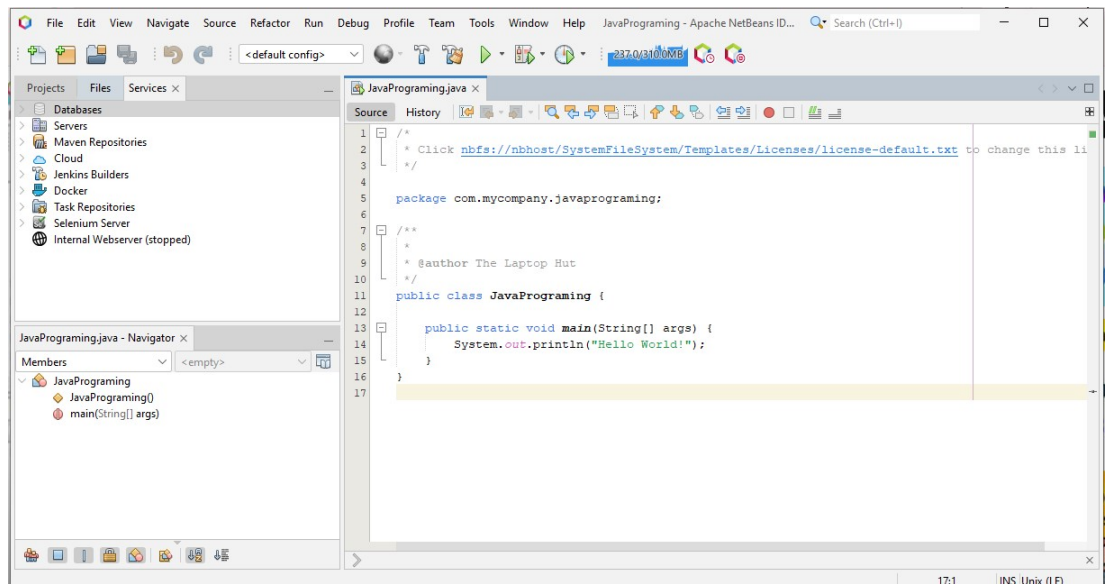 File Edit View Navigate Source Refactor Run Debug Profile Team Tools Window Help JavaPrograming - Apache NetBeans ID... Search (Ctrl+I)
<default config> 237.0/310.0MB
Projects Files Services
Databases
Servers
Maven Repositories
Cloud
Jenkins Builders
Docker
Task Repositories
Selenium Server
Internal Webserver (stopped)
JavaPrograming.java - Navigator
Members <empty>
JavaPrograming
JavaPrograming()
main(String[] args)
JavaPrograming.java
Source History
1 /*
2 * Click nbfs://nbhost/SystemFileSystem/Templates/Licenses/license-default.txt to change this li
3 */
4
5 package com.mycompany.javaprograming;
6
7 /**
8 *
9 * @author The Laptop Hut
10 */
11 public class JavaPrograming {
12
13 public static void main(String[] args) {
14 System.out.println("Hello World!");
15 }
16 }
17
17:1 INS Unix (LF)